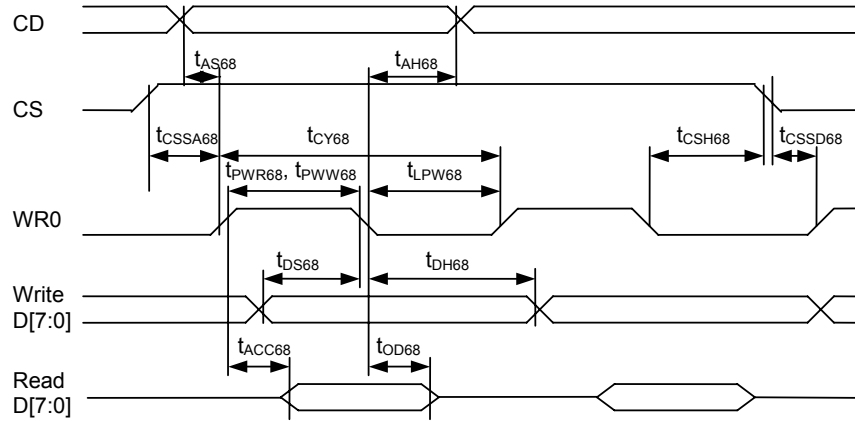 CD
tAS68
tAH68
CS
tCSSA68
tCY68
tCSH68
tCSSD68
tPWR68, tPWW68
tLPW68
WR0
tDS68
tDH68
Write
D[7:0]
tACC68
tOD68
Read
D[7:0]